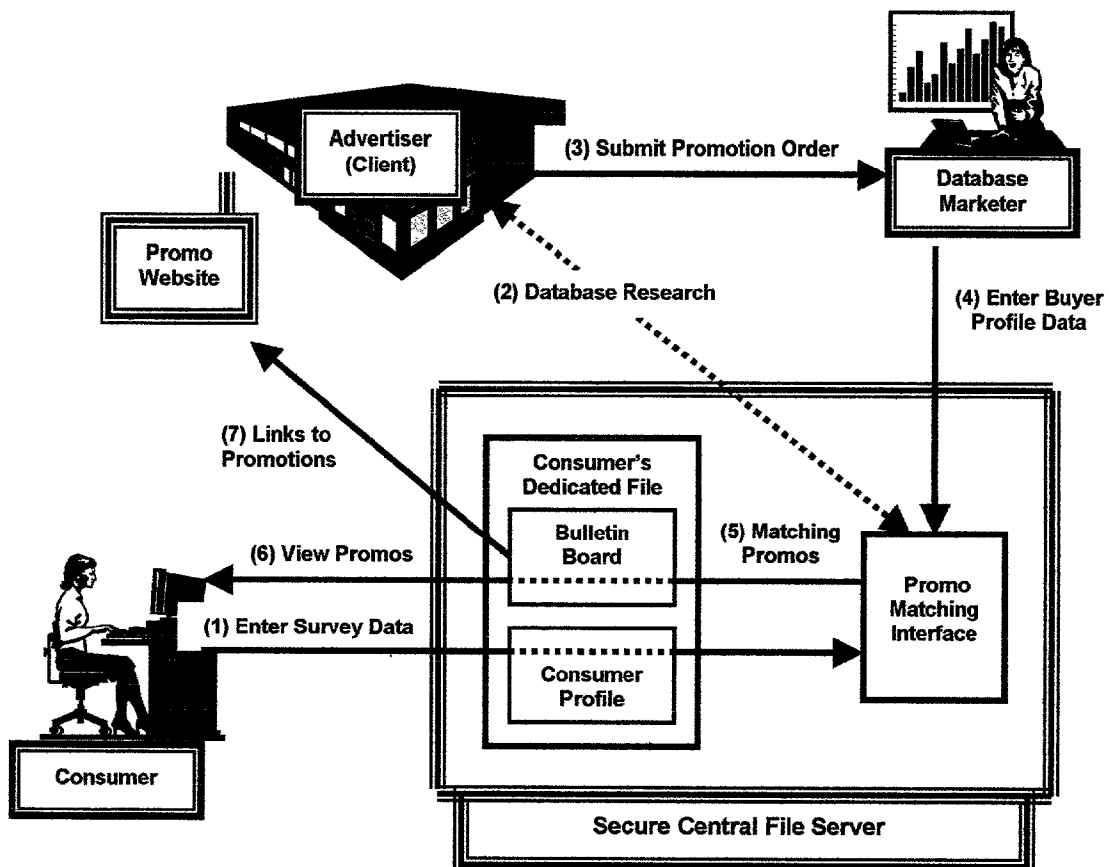 Advertiser
(Client)
(3) Submit Promotion Order
Database
Marketer
Promo
Website
(2) Database Research
(4) Enter Buyer
Profile Data
(7) Links to
Promotions
Consumer's
Dedicated File
Bulletin
Board
(5) Matching
Promos
(6) View Promos
Promo
Matching
Interface
(1) Enter Survey Data
Consumer
Profile
Consumer
Secure Central File Server